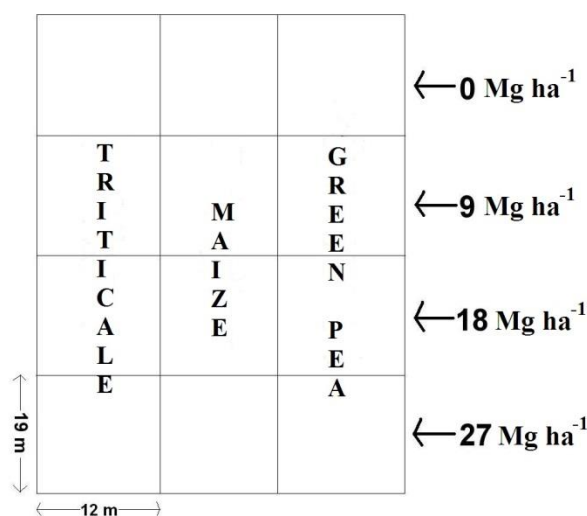 0 Mg ha-1
TRITICALE
MAIZE
GREEN PEA
9 Mg ha-1
18 Mg ha-1
27 Mg ha-1
19 m
12 m